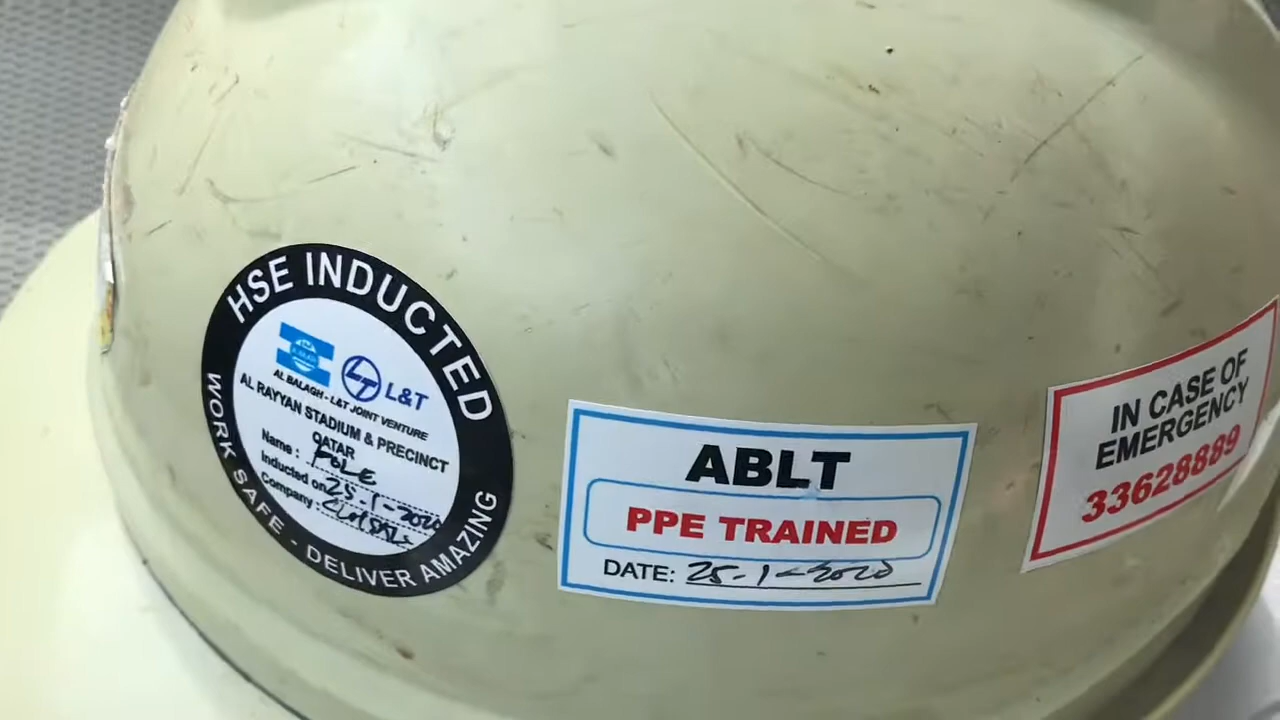 HSE INDUCTED
L&T
AL BALAGH - L&T JOINT VENTURE
AL RAYYAN STADIUM & PRECINCT
QATAR
Name : POLE
Inducted on 25-1-2020
Company :
WORK SAFE - DELIVER AMAZING
ABLT
PPE TRAINED
DATE: 25-1-2020
IN CASE OF
EMERGENCY
33628889